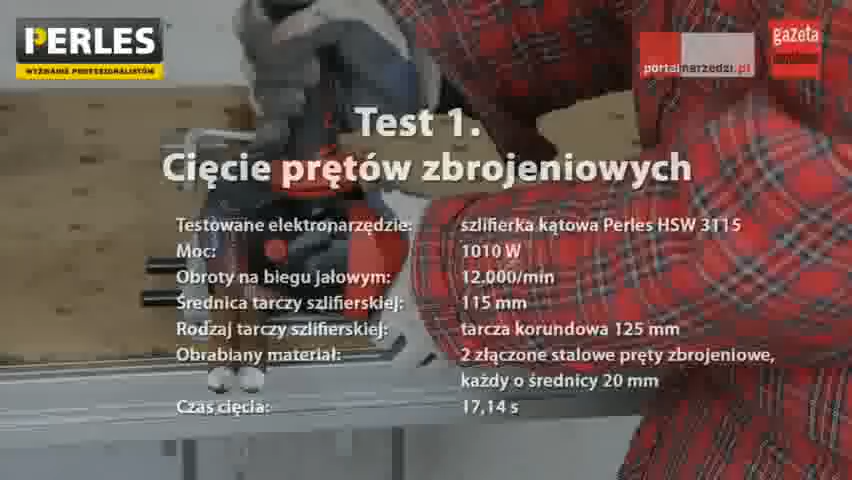 PERLES
WYZWANIE PROFESJONALISTÓW
portalnarzedzi.pl
gazeta
Test 1.
Cięcie prętów zbrojeniowych
Testowane elektronarzędzie: szlifierka kątowa Perles HSW 3115
Moc: 1010 W
Obroty na biegu jałowym: 12.000/min
Średnica tarczy szlifierskiej: 115 mm
Rodzaj tarczy szlifierskiej: tarcza korundowa 125 mm
Obrabiany materiał: 2 złączone stalowe pręty zbrojeniowe,
każdy o średnicy 20 mm
Czas cięcia: 17,14 s